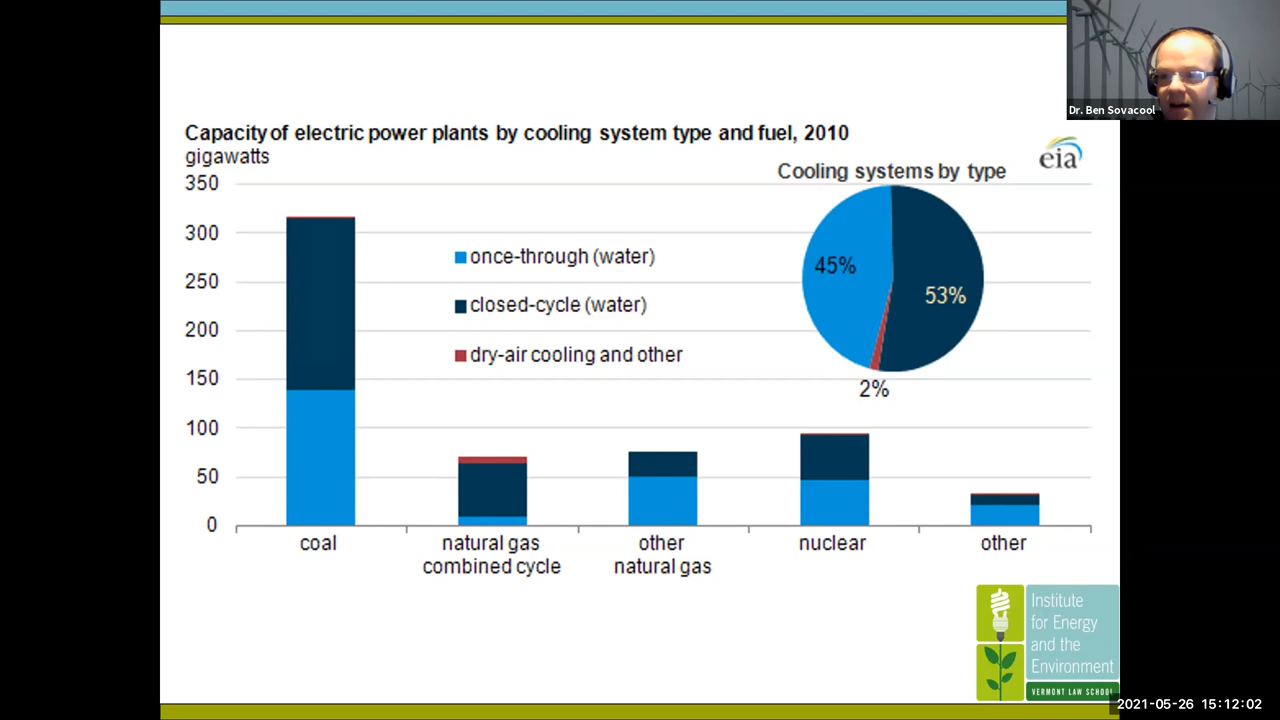 Dr. Ben Sovacool
Capacity of electric power plants by cooling system type and fuel, 2010
gigawatts
eia
Cooling systems by type
350
300
250
200
150
100
50
0
once-through (water)
closed-cycle (water)
dry-air cooling and other
45%
53%
2%
coal
natural gas
combined cycle
other
natural gas
nuclear
other
Institute
for Energy
and the
Environment
VERMONT LAW SCHOOL
2021-05-26 15:12:02